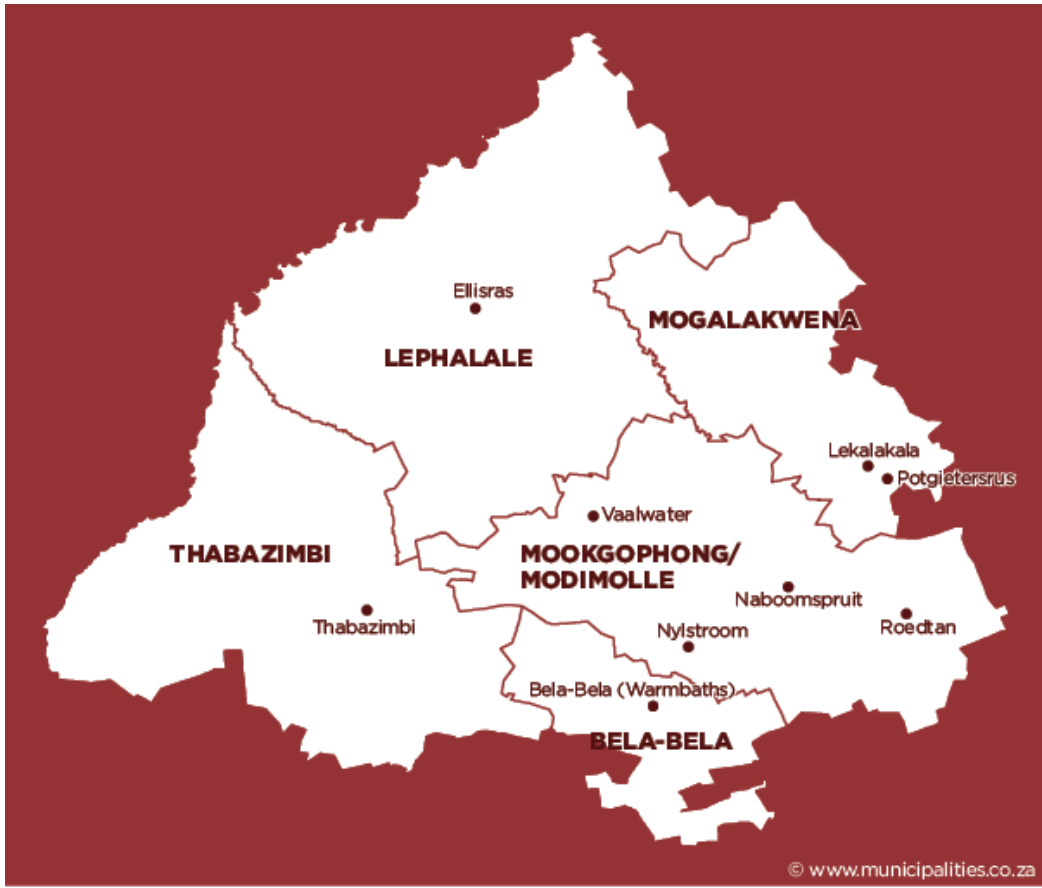 Ellisras
LEPHALALE
MOGALAKWENA
Lekalakala
Potgietersrus
Vaalwater
THABAZIMBI
MOOKGOPHONG/
MODIMOLLE
Naboomspruit
Thabazimbi
Nylstroom
Roedtan
Bela-Bela (Warmbaths)
BELA-BELA
© www.municipalities.co.za